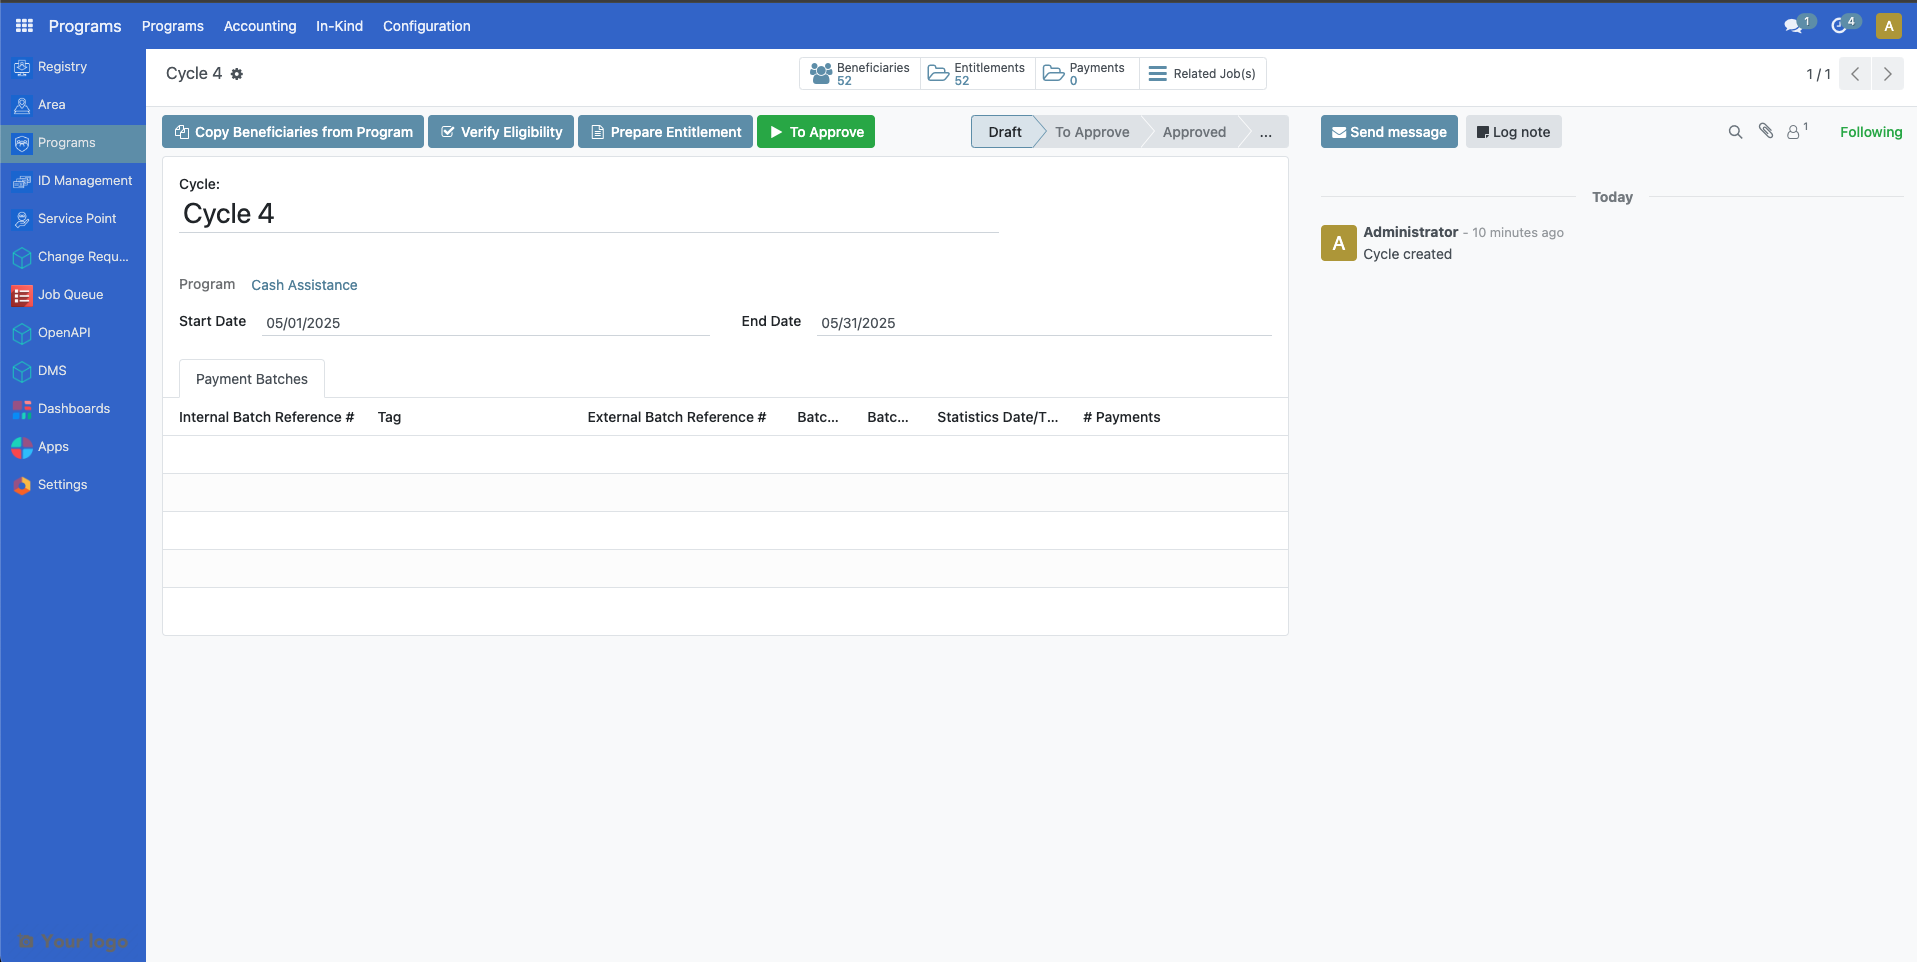 Programs Programs Accounting In-Kind Configuration 1 4 A
Registry
Area
Programs
ID Management
Service Point
Change Requ...
Job Queue
OpenAPI
DMS
Dashboards
Apps
Settings
Your logo
Cycle 4
Beneficiaries 52
Entitlements 52
Payments 0
Related Job(s)
1 / 1
Copy Beneficiaries from Program Verify Eligibility Prepare Entitlement To Approve
Draft To Approve Approved ...
Cycle:
Cycle 4
Program Cash Assistance
Start Date 05/01/2025 End Date 05/31/2025
Payment Batches
Internal Batch Reference # Tag External Batch Reference # Batc... Batc... Statistics Date/T... # Payments
Send message Log note 1 Following
Today
A
Administrator - 10 minutes ago
Cycle created